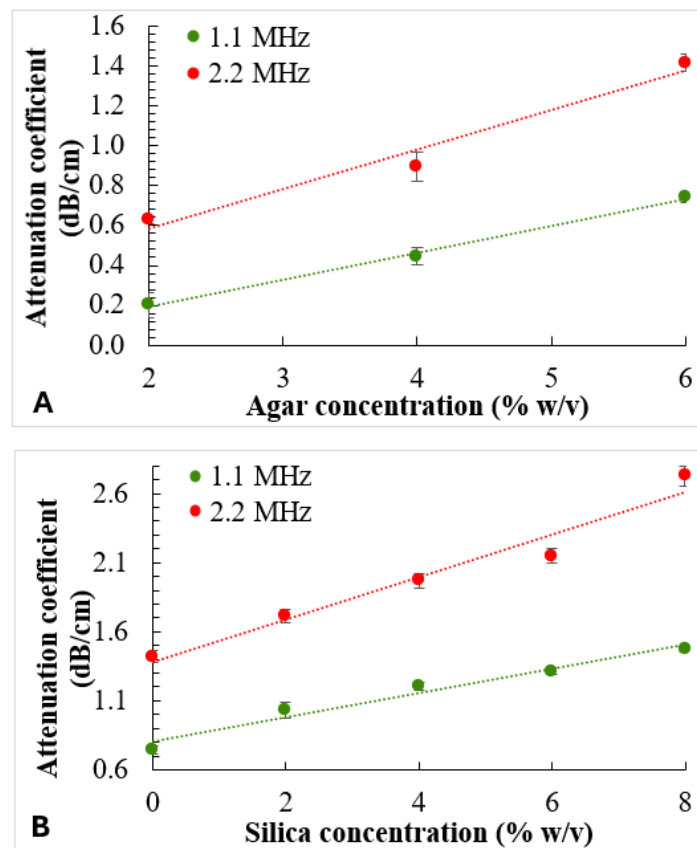 1.6
1.4
1.2
1.0
0.8
0.6
0.4
0.2
0.0
Attenuation coefficient
(dB/cm)
1.1 MHz
2.2 MHz
2 3 4 5 6
A
Agar concentration (% w/v)
2.6
2.1
1.6
1.1
0.6
Attenuation coefficient
(dB/cm)
1.1 MHz
2.2 MHz
0 2 4 6 8
B
Silica concentration (% w/v)